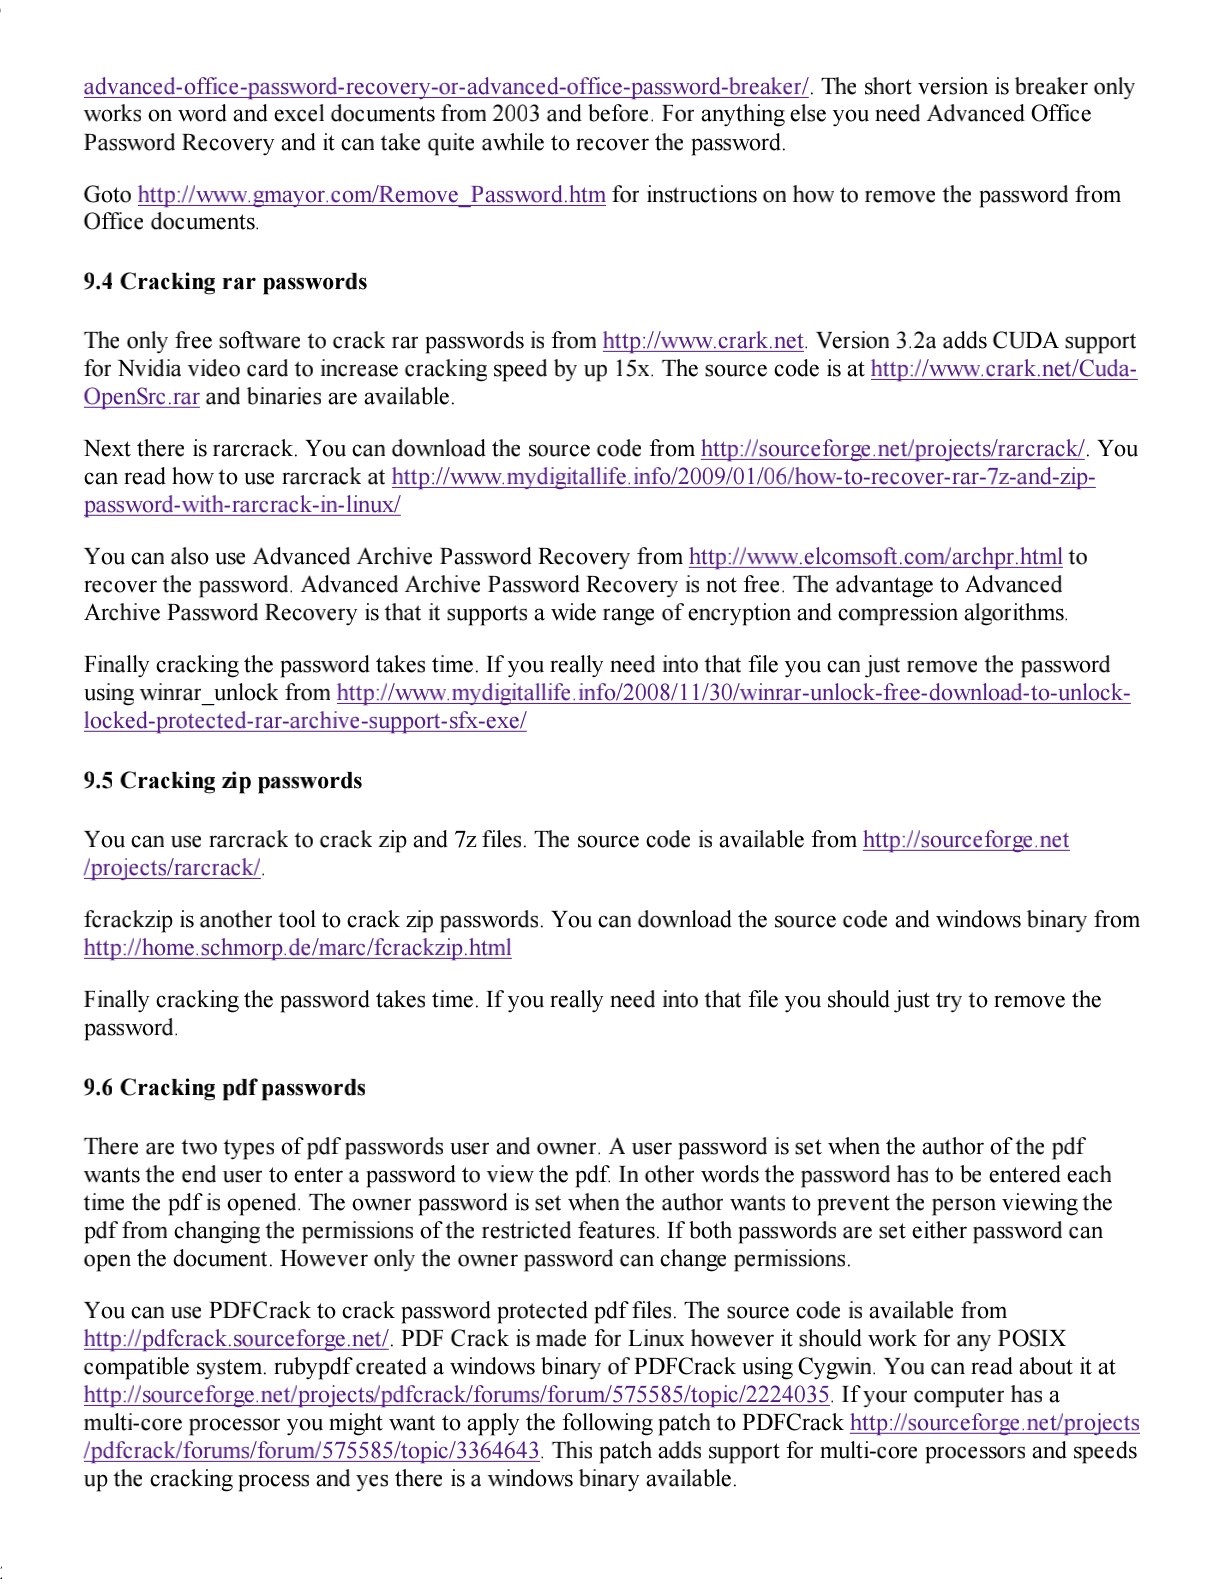 advanced-office-password-recovery-or-advanced-office-password-breaker/. The short version is breaker only
works on word and excel documents from 2003 and before. For anything else you need Advanced Office
Password Recovery and it can take quite awhile to recover the password.
Goto http://www.gmayor.com/Remove_Password.htm for instructions on how to remove the password from
Office documents.
9.4 Cracking rar passwords
The only free software to crack rar passwords is from http://www.crark.net. Version 3.2a adds CUDA support
for Nvidia video card to increase cracking speed by up 15x. The source code is at http://www.crark.net/Cuda-
OpenSrc.rar and binaries are available.
Next there is rarcrack. You can download the source code from http://sourceforge.net/projects/rarcrack/. You
can read how to use rarcrack at http://www.mydigitallife.info/2009/01/06/how-to-recover-rar-7z-and-zip-
password-with-rarcrack-in-linux/
You can also use Advanced Archive Password Recovery from http://www.elcomsoft.com/archpr.html to
recover the password. Advanced Archive Password Recovery is not free. The advantage to Advanced
Archive Password Recovery is that it supports a wide range of encryption and compression algorithms.
Finally cracking the password takes time. If you really need into that file you can just remove the password
using winrar_unlock from http://www.mydigitallife.info/2008/11/30/winrar-unlock-free-download-to-unlock-
locked-protected-rar-archive-support-sfx-exe/
9.5 Cracking zip passwords
You can use rarcrack to crack zip and 7z files. The source code is available from http://sourceforge.net
/projects/rarcrack/.
fcrackzip is another tool to crack zip passwords. You can download the source code and windows binary from
http://home.schmorp.de/marc/fcrackzip.html
Finally cracking the password takes time. If you really need into that file you should just try to remove the
password.
9.6 Cracking pdf passwords
There are two types of pdf passwords user and owner. A user password is set when the author of the pdf
wants the end user to enter a password to view the pdf. In other words the password has to be entered each
time the pdf is opened. The owner password is set when the author wants to prevent the person viewing the
pdf from changing the permissions of the restricted features. If both passwords are set either password can
open the document. However only the owner password can change permissions.
You can use PDFCrack to crack password protected pdf files. The source code is available from
http://pdfcrack.sourceforge.net/. PDF Crack is made for Linux however it should work for any POSIX
compatible system. rubypdf created a windows binary of PDFCrack using Cygwin. You can read about it at
http://sourceforge.net/projects/pdfcrack/forums/forum/575585/topic/2224035. If your computer has a
multi-core processor you might want to apply the following patch to PDFCrack http://sourceforge.net/projects
/pdfcrack/forums/forum/575585/topic/3364643. This patch adds support for multi-core processors and speeds
up the cracking process and yes there is a windows binary available.